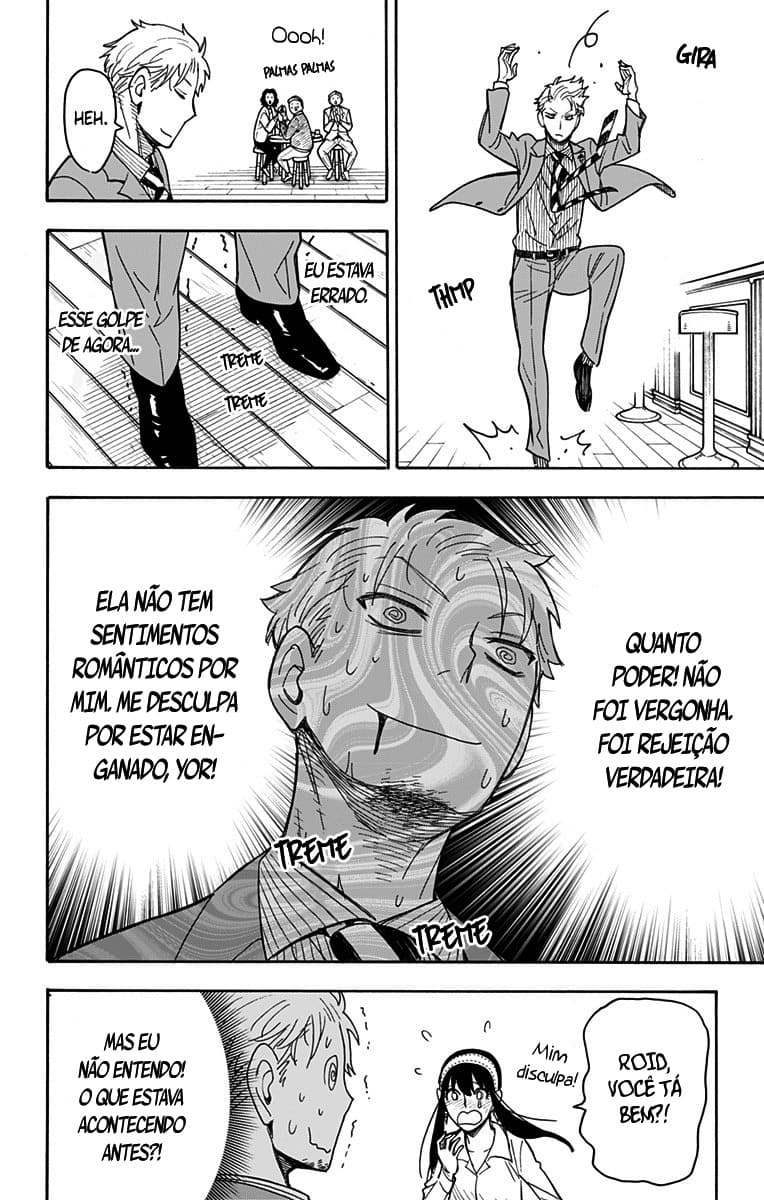 GIRA
THMP
Oooh!
PALMAS PALMAS
HEH.
EU ESTAVA
ERRADO.
ESSE GOLPE
DE AGORA...
TREME
TREME
QUANTO
PODER! NÃO
FOI VERGONHA.
FOI REJEIÇÃO
VERDADEIRA!
ELA NÃO TEM
SENTIMENTOS
ROMÂNTICOS POR
MIM. ME DESCULPA
POR ESTAR EN-
GANADO, YOR!
TREME
TREME
ROID,
VOCÊ TÁ
BEM?!
Mim
disculpa!
MAS EU
NÃO ENTENDO!
O QUE ESTAVA
ACONTECENDO
ANTES?!